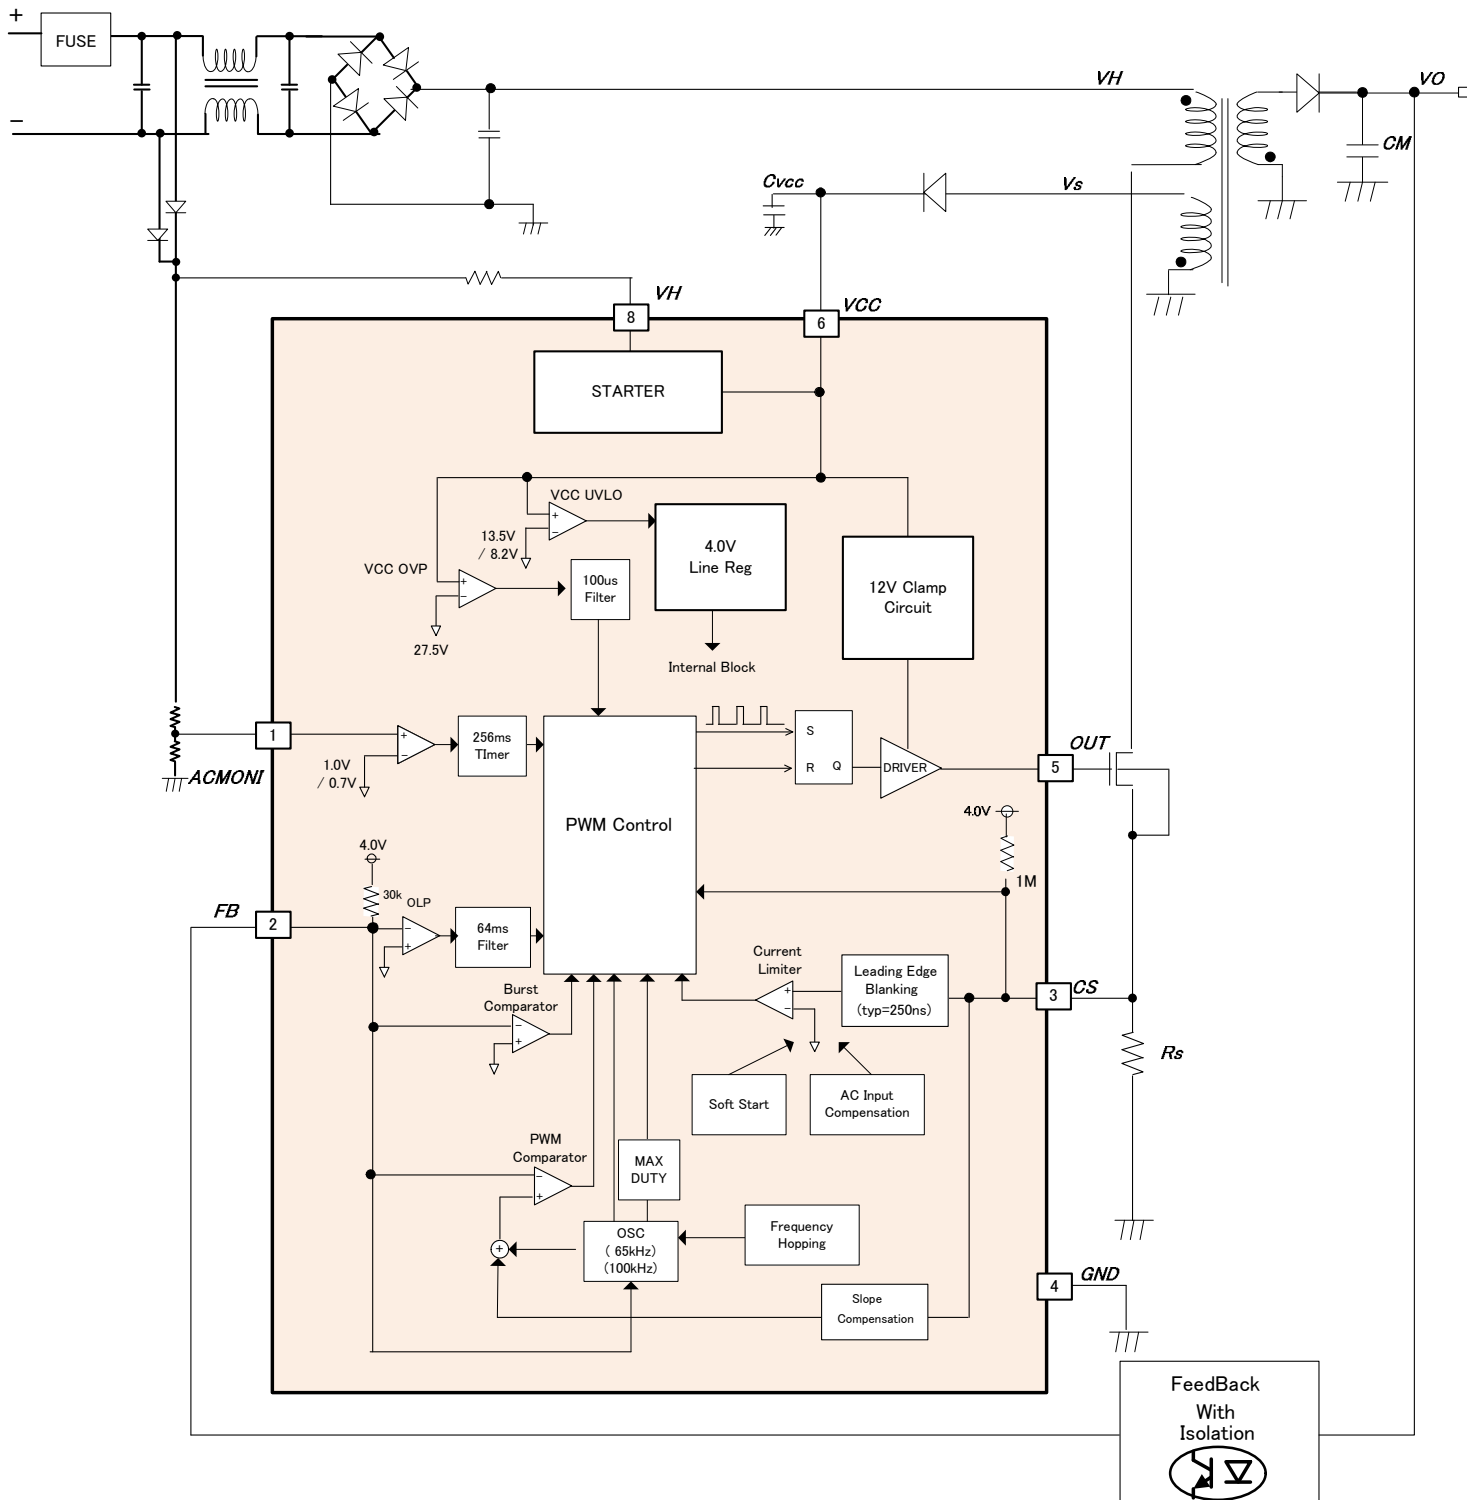 +
FUSE
−
VH
VO
CM
Cvcc
Vs
VH
VCC
8
6
STARTER
VCC UVLO
+
−
13.5V
/ 8.2V
4.0V
Line Reg
VCC OVP
+
−
100us
Filter
27.5V
12V Clamp
Circuit
Internal Block
1
ACMONI
+
−
1.0V
/ 0.7V
256ms
TImer
PWM Control
S
R
Q
DRIVER
OUT
5
4.0V
1M
4.0V
30k
OLP
FB
2
−
+
64ms
Filter
Current
Limiter
+
−
Leading Edge
Blanking
(typ=250ns)
3
CS
Burst
Comparator
−
+
Rs
Soft Start
AC Input
Compensation
PWM
Comparator
−
+
MAX
DUTY
+
OSC
( 65kHz)
(100kHz)
Frequency
Hopping
Slope
Compensation
4
GND
FeedBack
With
Isolation